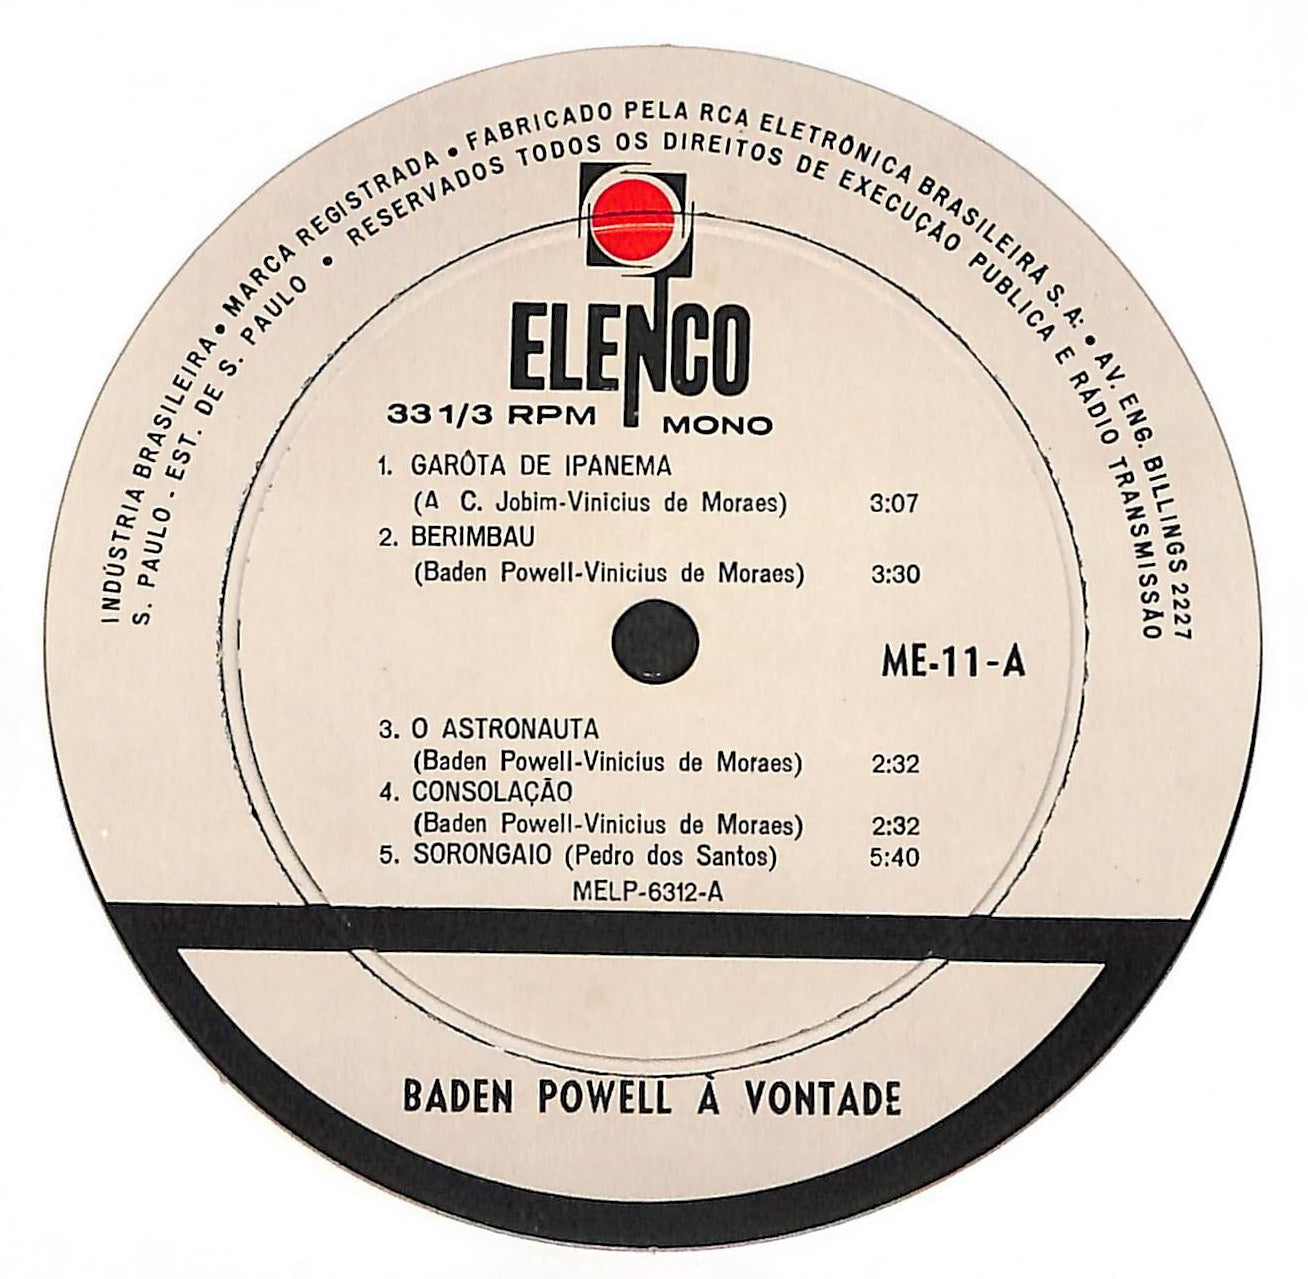 INDÚSTRIA BRASILEIRA • MARCA REGISTRADA • FABRICADO PELA RCA ELETRÔNICA BRASILEIRA S. A. • AV. ENG. BILLINGS 2227
S. PAULO - EST. DE S. PAULO • RESERVADOS TODOS OS DIREITOS DE EXECUÇÃO PUBLICA E RÁDIO TRANSMISSÃO
ELENCO
33 1/3 RPM MONO
1. GARÔTA DE IPANEMA
(A C. Jobim-Vinicius de Moraes) 3:07
2. BERIMBAU
(Baden Powell-Vinicius de Moraes) 3:30
ME-11-A
3. O ASTRONAUTA
(Baden Powell-Vinicius de Moraes) 2:32
4. CONSOLAÇÃO
(Baden Powell-Vinicius de Moraes) 2:32
5. SORONGAIO (Pedro dos Santos) 5:40
MELP-6312-A
BADEN POWELL À VONTADE